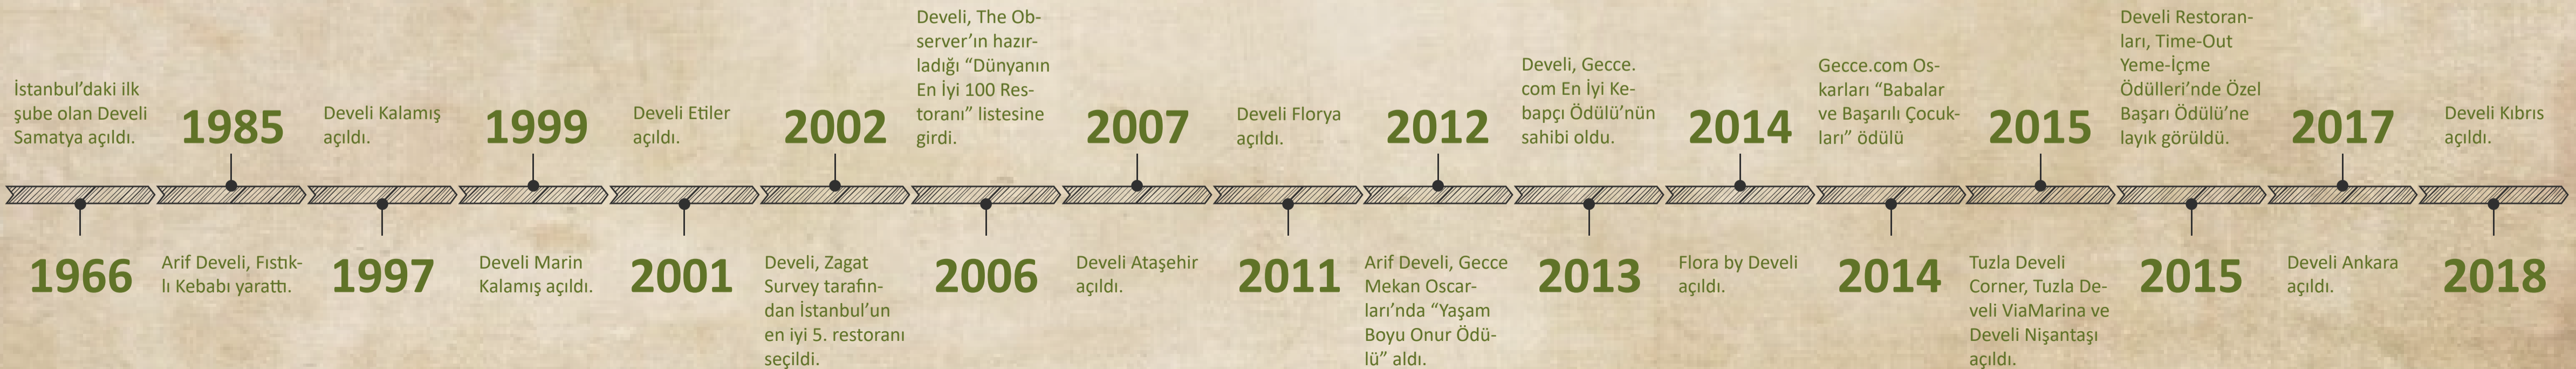 İstanbul’daki ilk
şube olan Develi
Samatya açıldı.
1966
1985
Arif Develi, Fıstık-
lı Kebabı yarattı.
Develi Kalamış
açıldı.
1997
1999
Develi Marin
Kalamış açıldı.
Develi Etiler
açıldı.
2001
2002
Develi, Zagat
Survey tarafın-
dan İstanbul’un
en iyi 5. restoranı
seçildi.
Develi, The Ob-
server’ın hazır-
ladığı “Dünyanın
En İyi 100 Res-
toranı” listesine
girdi.
2006
2007
Develi Ataşehir
açıldı.
Develi Florya
açıldı.
2011
2012
Arif Develi, Gecce
Mekan Oscar-
ları’nda “Yaşam
Boyu Onur Ödü-
lü” aldı.
Develi, Gecce.
com En İyi Ke-
bapçı Ödülü’nün
sahibi oldu.
2013
2014
Flora by Develi
açıldı.
Gecce.com Os-
karları “Babalar
ve Başarılı Çocuk-
ları” ödülü
2014
2015
Tuzla Develi
Corner, Tuzla De-
veli ViaMarina ve
Develi Nişantaşı
açıldı.
Develi Restoran-
ları, Time-Out
Yeme-İçme
Ödülleri’nde Özel
Başarı Ödülü’ne
layık görüldü.
2015
2017
Develi Ankara
açıldı.
Develi Kıbrıs
açıldı.
2018